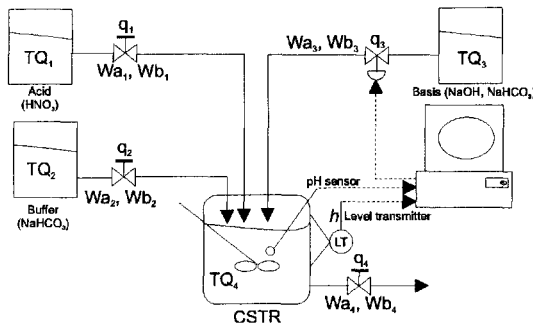 q₁
TQ₁
Wa₁, Wb₁
Acid
(HNO₃)
Wa₃, Wb₃
q₃
TQ₃
Basis (NaOH, NaHCO₃)
q₂
TQ₂
Wa₂, Wb₂
Buffer
(NaHCO₃)
pH sensor
h
Level transmitter
LT
TQ₄
q₄
Wa₄, Wb₄
CSTR